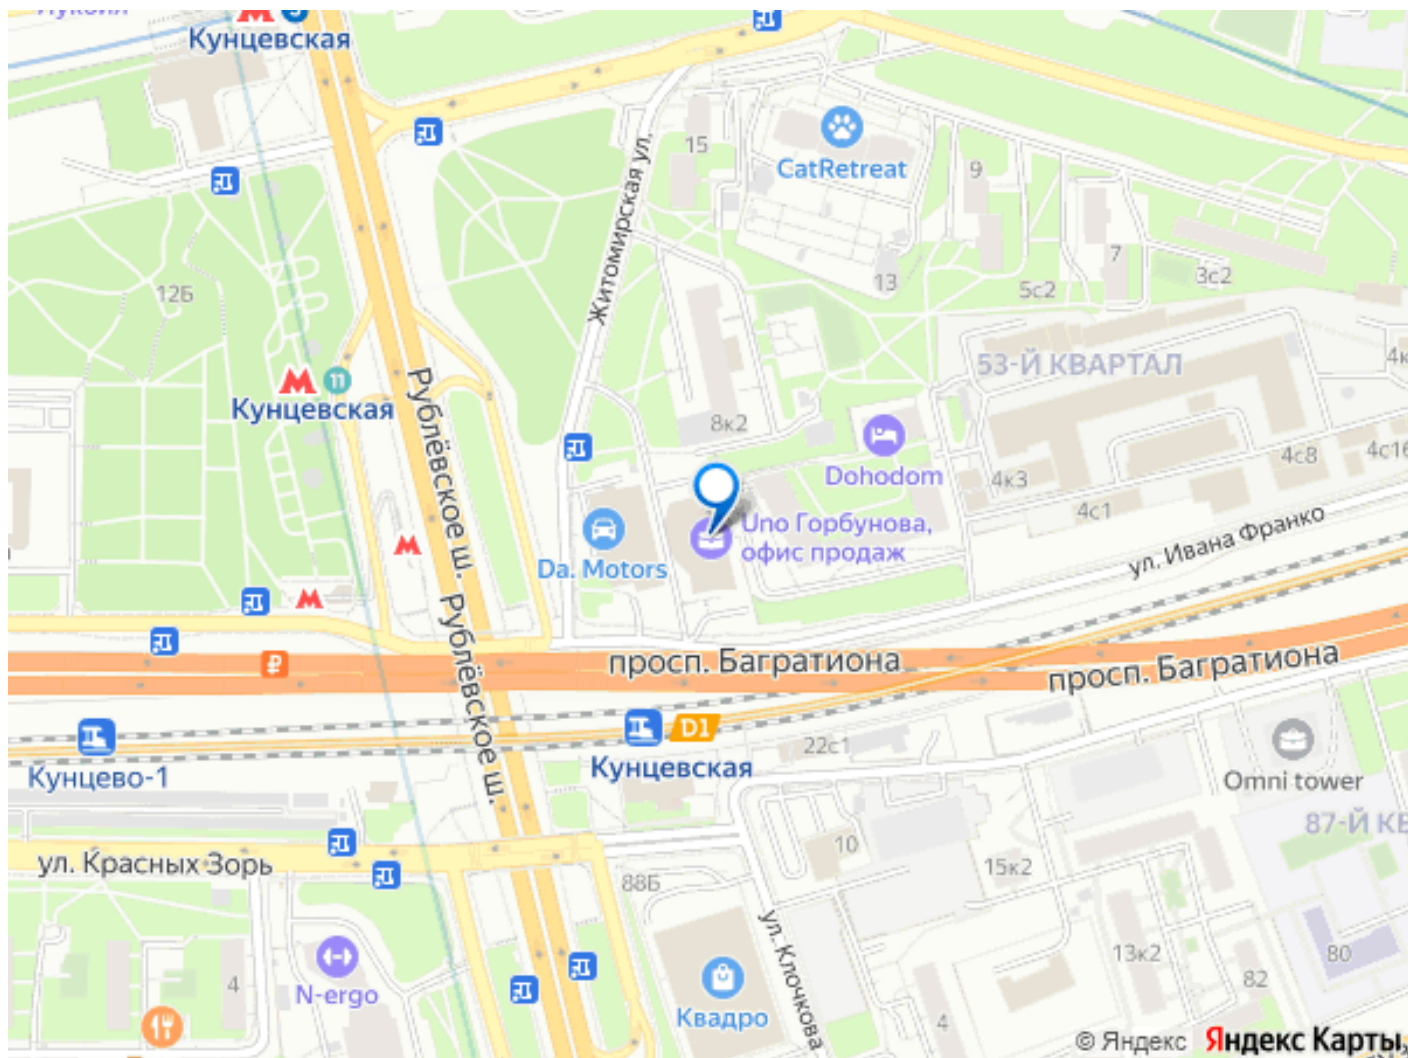 Кунцевская
15
CatRetreat
9
Житомирская ул.
7
3с2
13
5с2
12Б
53-Й КВАРТАЛ
4к
11
Кунцевская
Рублёвское ш.
8к2
Dohodom
4к3
4с8
4с16
4с1
Uno Горбунова,
офис продаж
Da. Motors
ул. Ивана Франко
Рублёвское ш.
просп. Багратиона
просп. Багратиона
D1
Кунцево-1
Кунцевская
22с1
Omni tower
87-Й КВ
ул. Красных Зорь
10
15к2
88Б
ул. Клочкова
13к2
80
82
4
N-ergo
Квадро
4
© Яндекс Яндекс Карты